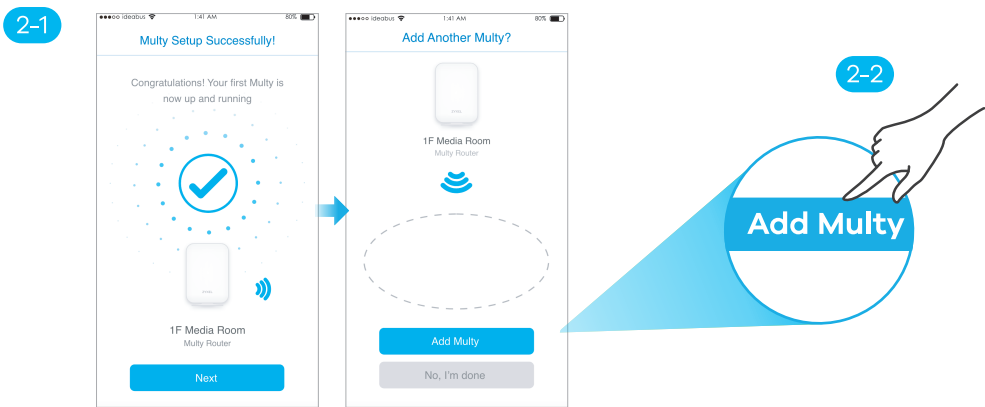 2-1
ideabus 1:41 AM 80%
Multy Setup Successfully!
Congratulations! Your first Multy is
now up and running
1F Media Room
Multy Router
Next
ideabus 1:41 AM 80%
Add Another Multy?
1F Media Room
Multy Router
Add Multy
No, I'm done
2-2
Add Multy